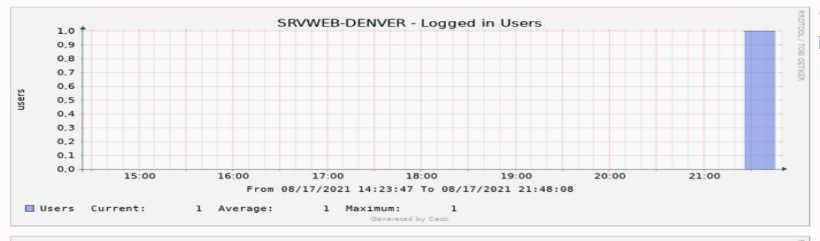 SRVWEB-DENVER - Logged in Users
RRDTOOL / TOBI OETIKER
users
1.0
0.9
0.8
0.7
0.6
0.5
0.4
0.3
0.2
0.1
0.0
15:00 16:00 17:00 18:00 19:00 20:00 21:00
From 08/17/2021 14:23:47 To 08/17/2021 21:48:08
Users Current: 1 Average: 1 Maximum: 1
Generated by Cacti